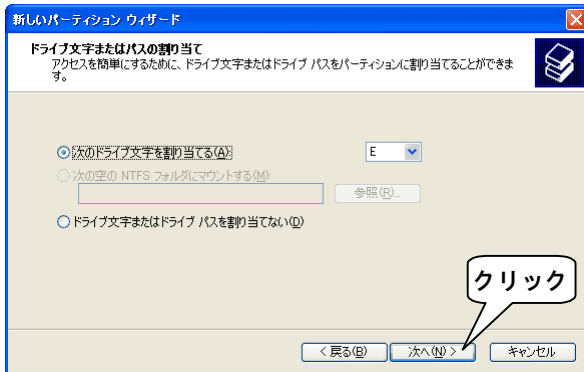 新しいパーティション ウィザード
ドライブ文字またはパスの割り当て
アクセスを簡単にするために、ドライブ文字またはドライブ パスをパーティションに割り当てることができま
す。
次のドライブ文字を割り当てる(A):
E
次の空の NTFS フォルダにマウントする(M):
参照(R)...
ドライブ文字またはドライブ パスを割り当てない(D)
クリック
< 戻る(B)
次へ(N) >
キャンセル